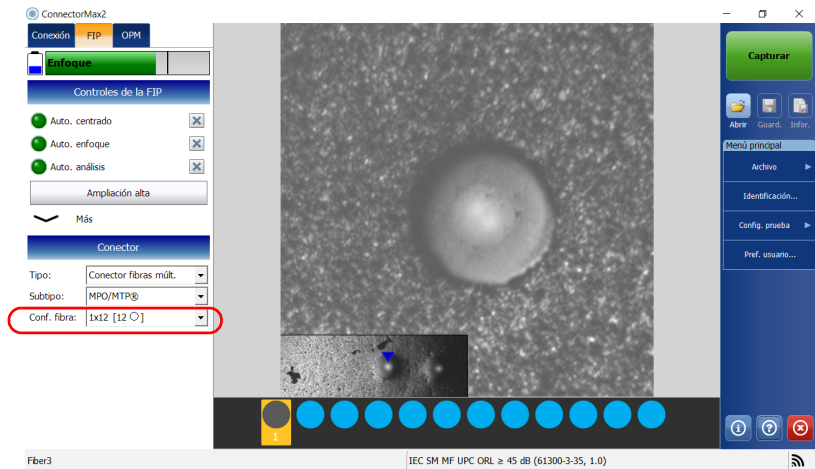 ConnectorMax2
Conexión FIP OPM
Enfoque
Controles de la FIP
Auto. centrado
Auto. enfoque
Auto. análisis
Ampliación alta
Más
Conector
Tipo: Conector fibras múlt.
Subtipo: MPO/MTP®
Conf. fibra: 1x12 [12 ○]
1
Capturar
Abrir Guard. Infor.
Menú principal
Archivo
Identificación...
Config. prueba
Pref. usuario...
Fiber3
IEC SM MF UPC ORL ≥ 45 dB (61300-3-35, 1.0)